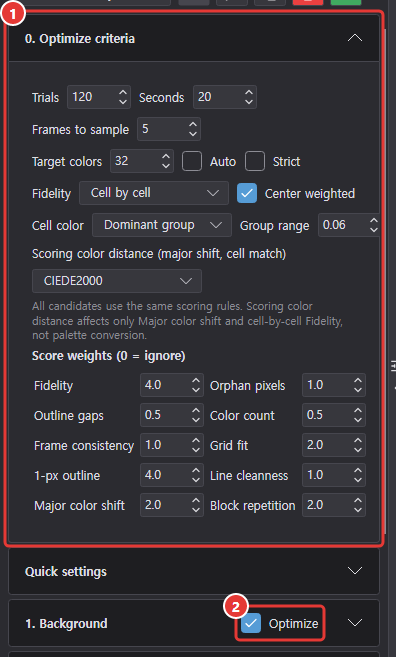 1
0. Optimize criteria
Trials 120 Seconds 20
Frames to sample 5
Target colors 32 Auto Strict
Fidelity Cell by cell Center weighted
Cell color Dominant group Group range 0.06
Scoring color distance (major shift, cell match)
CIEDE2000
All candidates use the same scoring rules. Scoring color
distance affects only Major color shift and cell-by-cell Fidelity,
not palette conversion.
Score weights (0 = ignore)
Fidelity 4.0 Orphan pixels 1.0
Outline gaps 0.5 Color count 0.5
Frame consistency 1.0 Grid fit 2.0
1-px outline 4.0 Line cleanness 1.0
Major color shift 2.0 Block repetition 2.0
Quick settings
2
1. Background Optimize